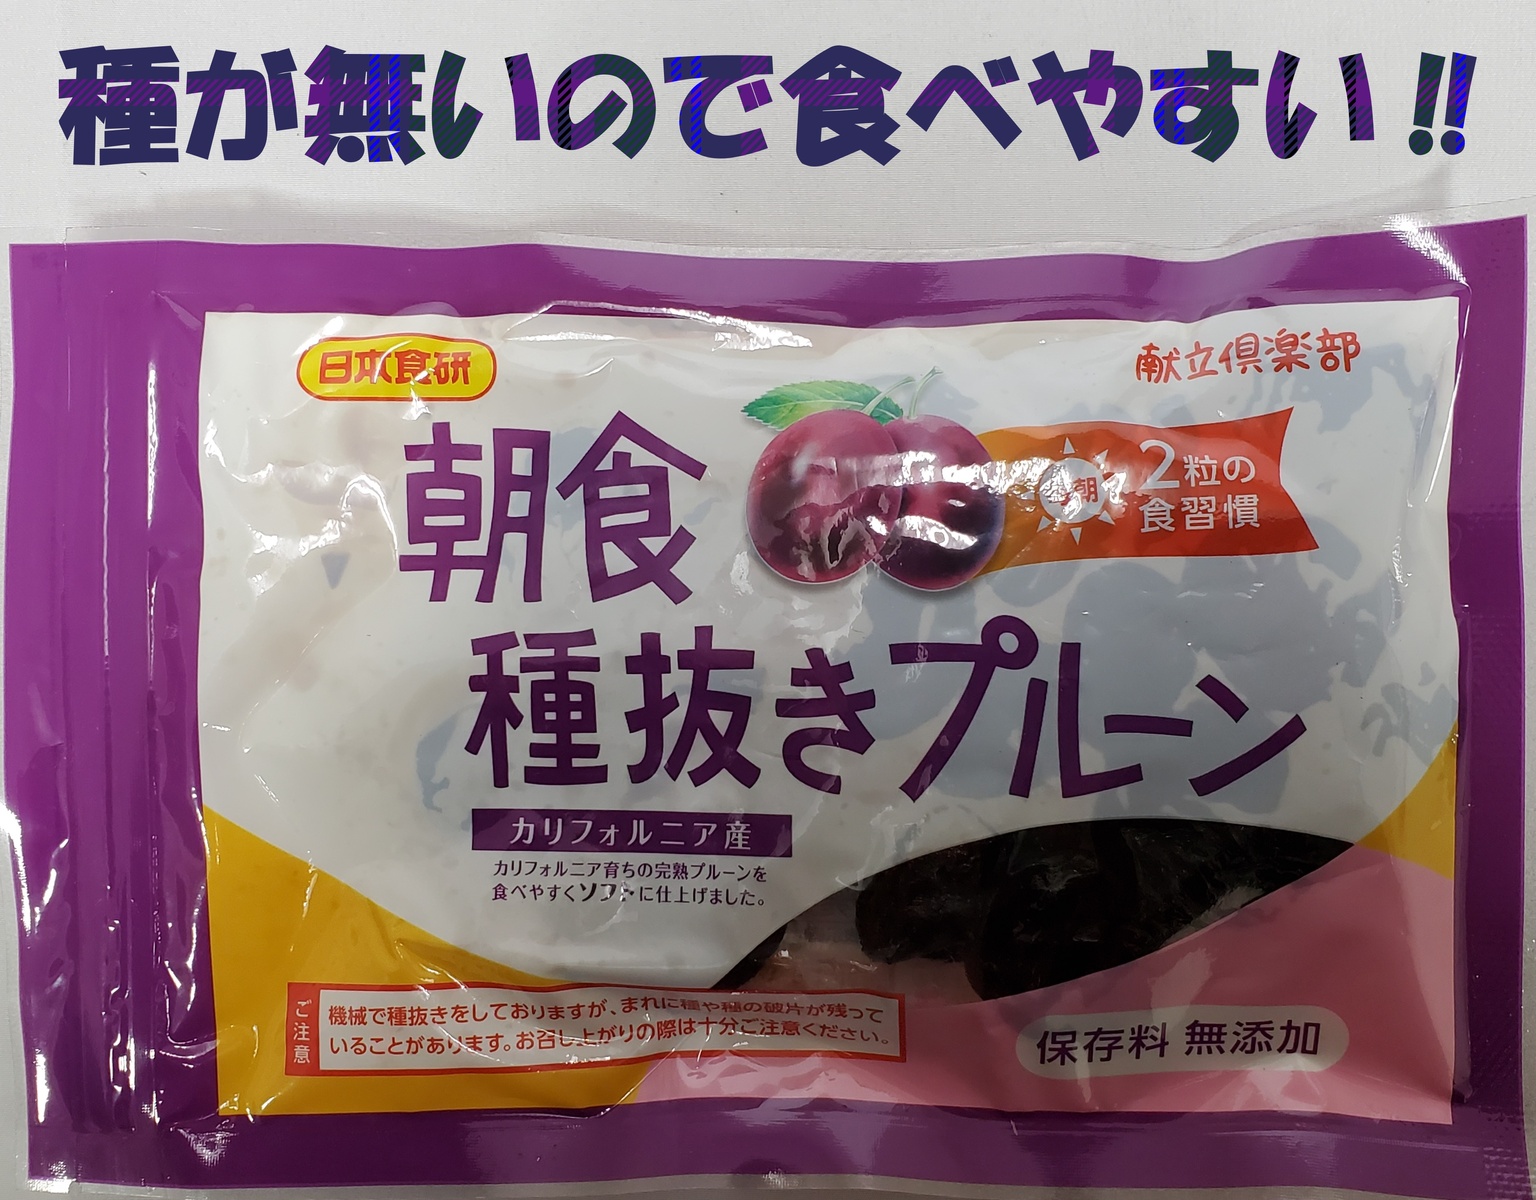 種が無いので食べやすい!!
日本食研
献立倶楽部
朝食
毎朝
2粒の
食習慣
種抜きプルーン
カリフォルニア産
カリフォルニア育ちの完熟プルーンを
食べやすくソフトに仕上げました。
ご注意
機械で種抜きをしておりますが、まれに種や種の破片が残って
いることがあります。お召し上がりの際は十分ご注意ください。
保存料 無添加